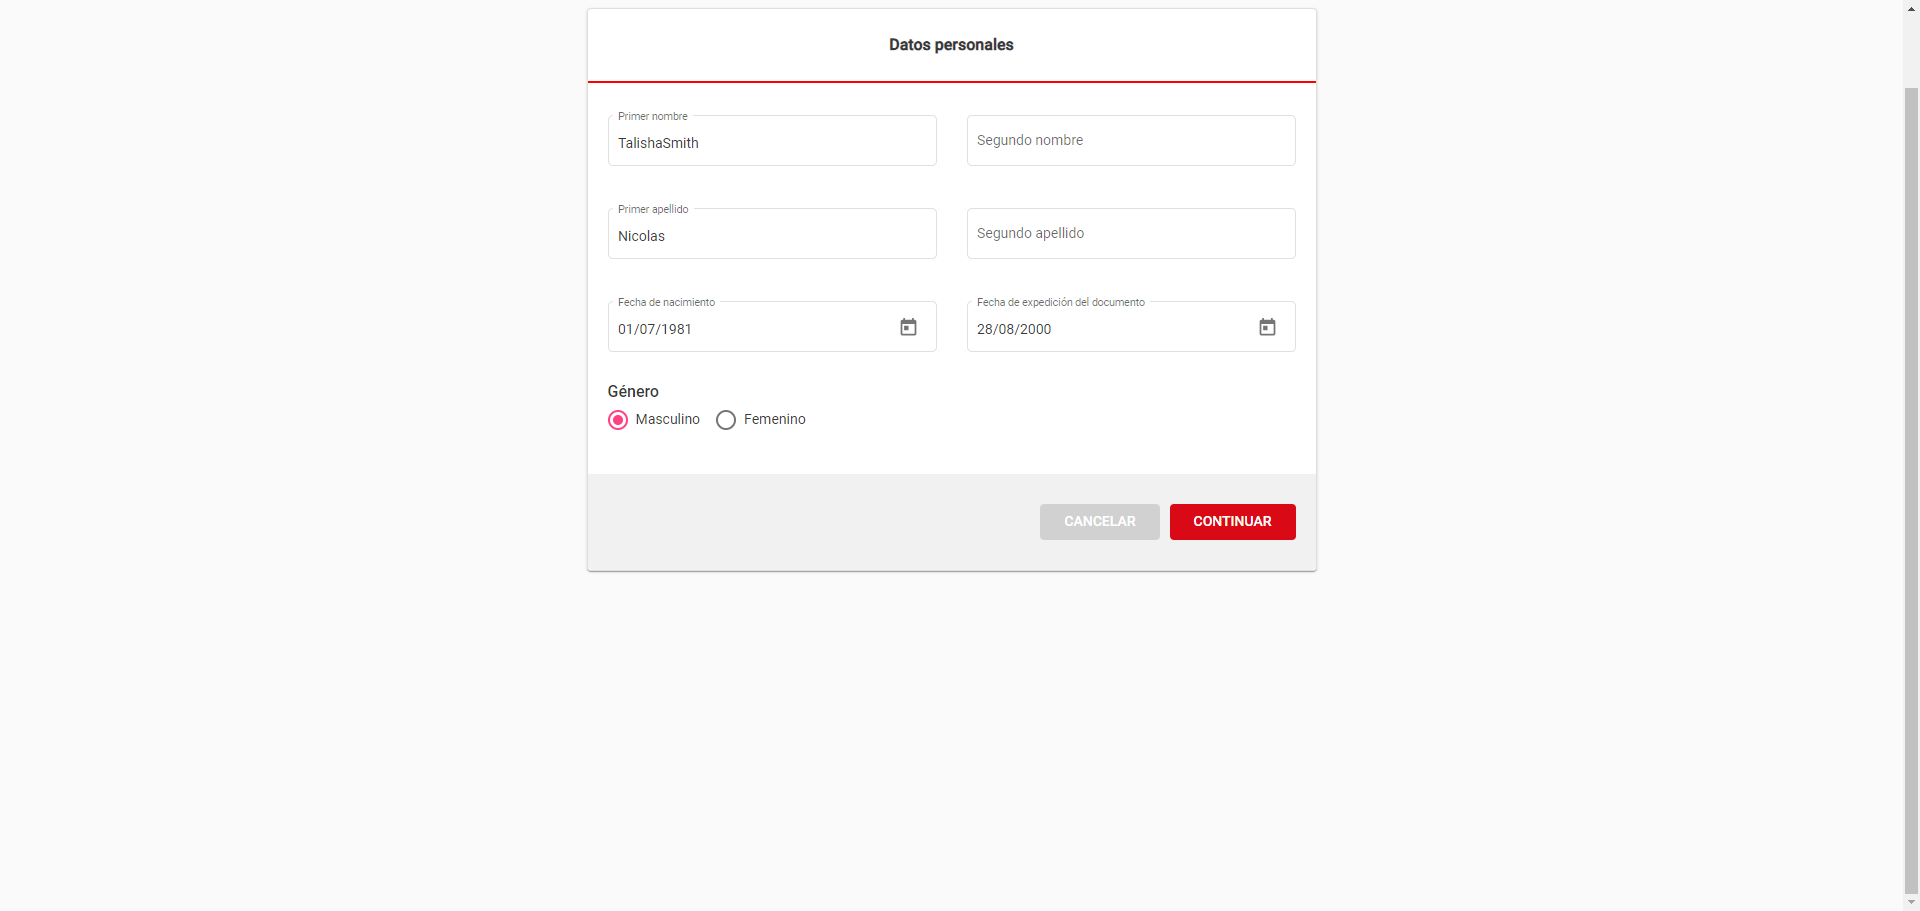 Datos personales
Primer nombre
TalishaSmith
Segundo nombre
Primer apellido
Nicolas
Segundo apellido
Fecha de nacimiento
01/07/1981
Fecha de expedición del documento
28/08/2000
Género
Masculino Femenino
CANCELAR CONTINUAR